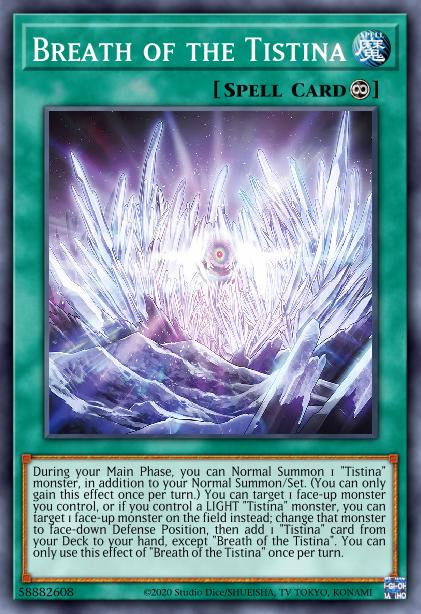 BREATH OF THE TISTINA
SPELL
魔
[SPELL CARD]
During your Main Phase, you can Normal Summon 1 "Tistina"
monster, in addition to your Normal Summon/Set. (You can only
gain this effect once per turn.) You can target 1 face-up monster
you control, or if you control a LIGHT "Tistina" monster, you can
target 1 face-up monster on the field instead; change that monster
to face-down Defense Position, then add 1 "Tistina" card from
your Deck to your hand, except "Breath of the Tistina". You can
only use this effect of "Breath of the Tistina" once per turn.
58882608
©2020 Studio Dice/SHUEISHA, TV TOKYO, KONAMI